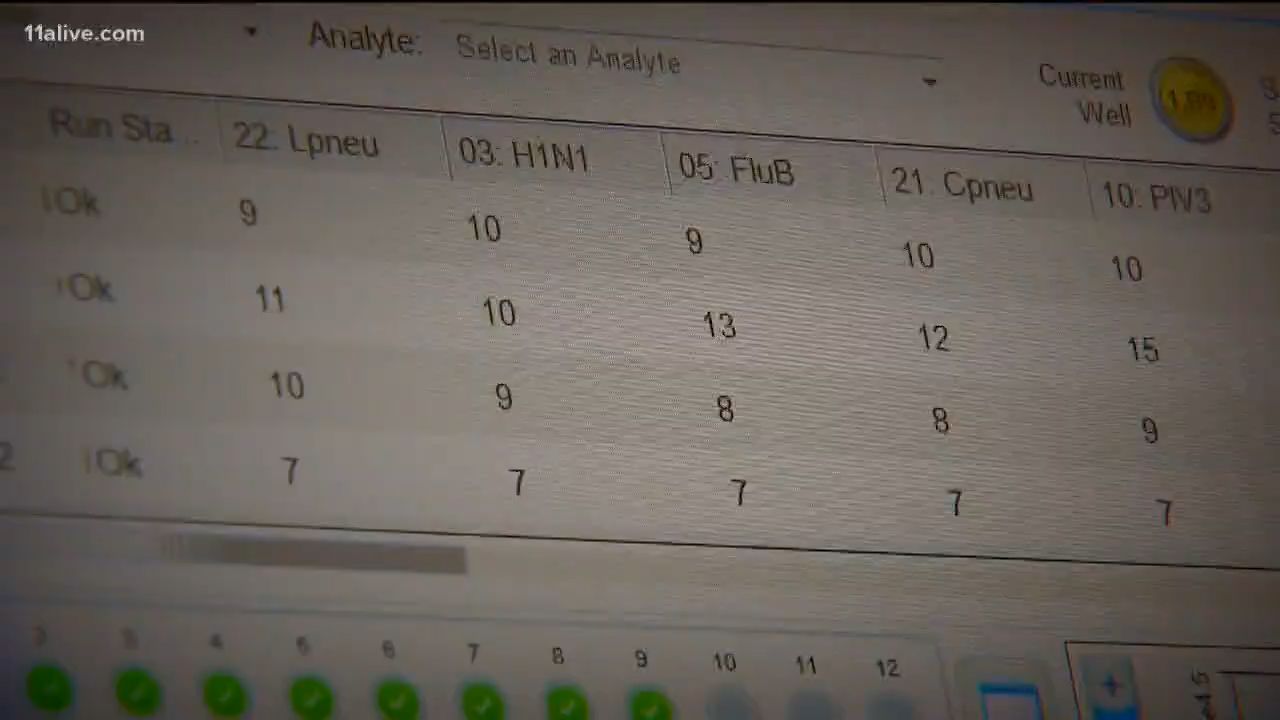 11alive.com
Analyte: Select an Analyte
Current
Well
Run Sta... 22: Lpneu 03: H1N1 05: FluB 21: Cpneu 10: PIV3
Ok 9 10 9 10 10
Ok 11 10 13 12 15
Ok 10 9 8 8 9
2 Ok 7 7 7 7 7
4 6 7 8 9 10 11 12